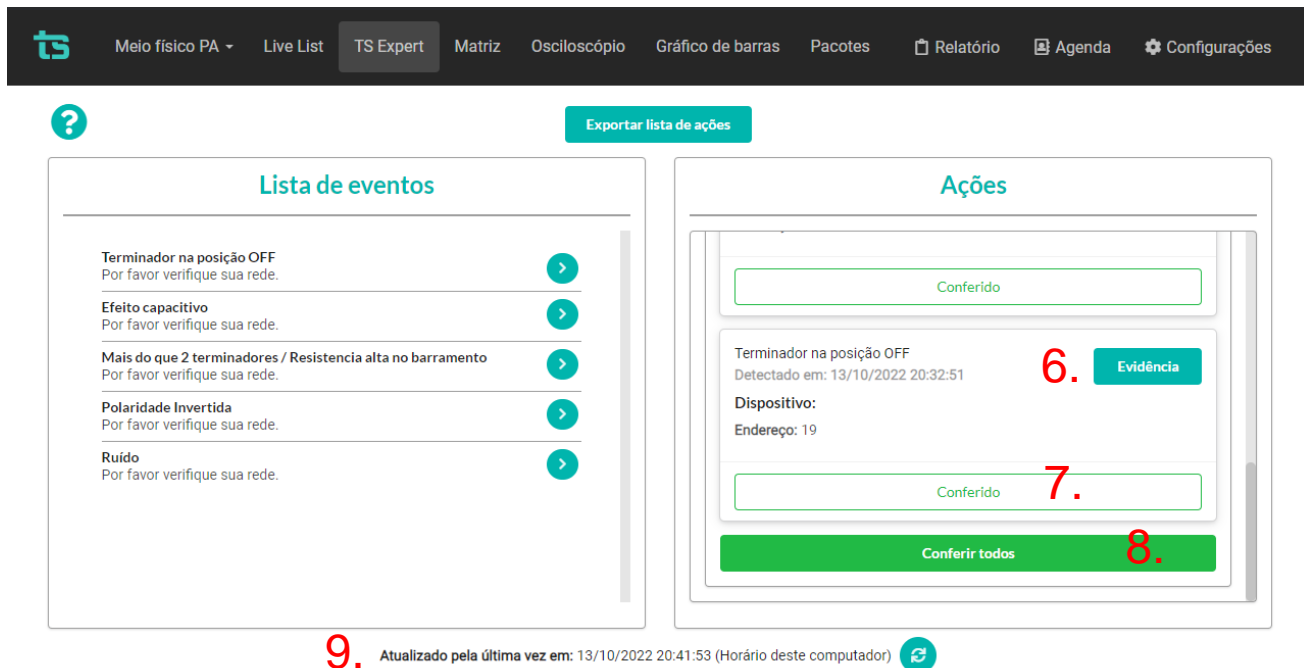 ts Meio físico PA Live List TS Expert Matriz Osciloscópio Gráfico de barras Pacotes Relatório Agenda Configurações
? Exportar lista de ações
Lista de eventos
Terminador na posição OFF
Por favor verifique sua rede.
Efeito capacitivo
Por favor verifique sua rede.
Mais do que 2 terminadores / Resistencia alta no barramento
Por favor verifique sua rede.
Polaridade Invertida
Por favor verifique sua rede.
Ruído
Por favor verifique sua rede.
Ações
Conferido
Terminador na posição OFF
Detectado em: 13/10/2022 20:32:51
6. Evidência
Dispositivo:
Endereço: 19
Conferido 7.
Conferir todos 8.
9. Atualizado pela última vez em: 13/10/2022 20:41:53 (Horário deste computador)